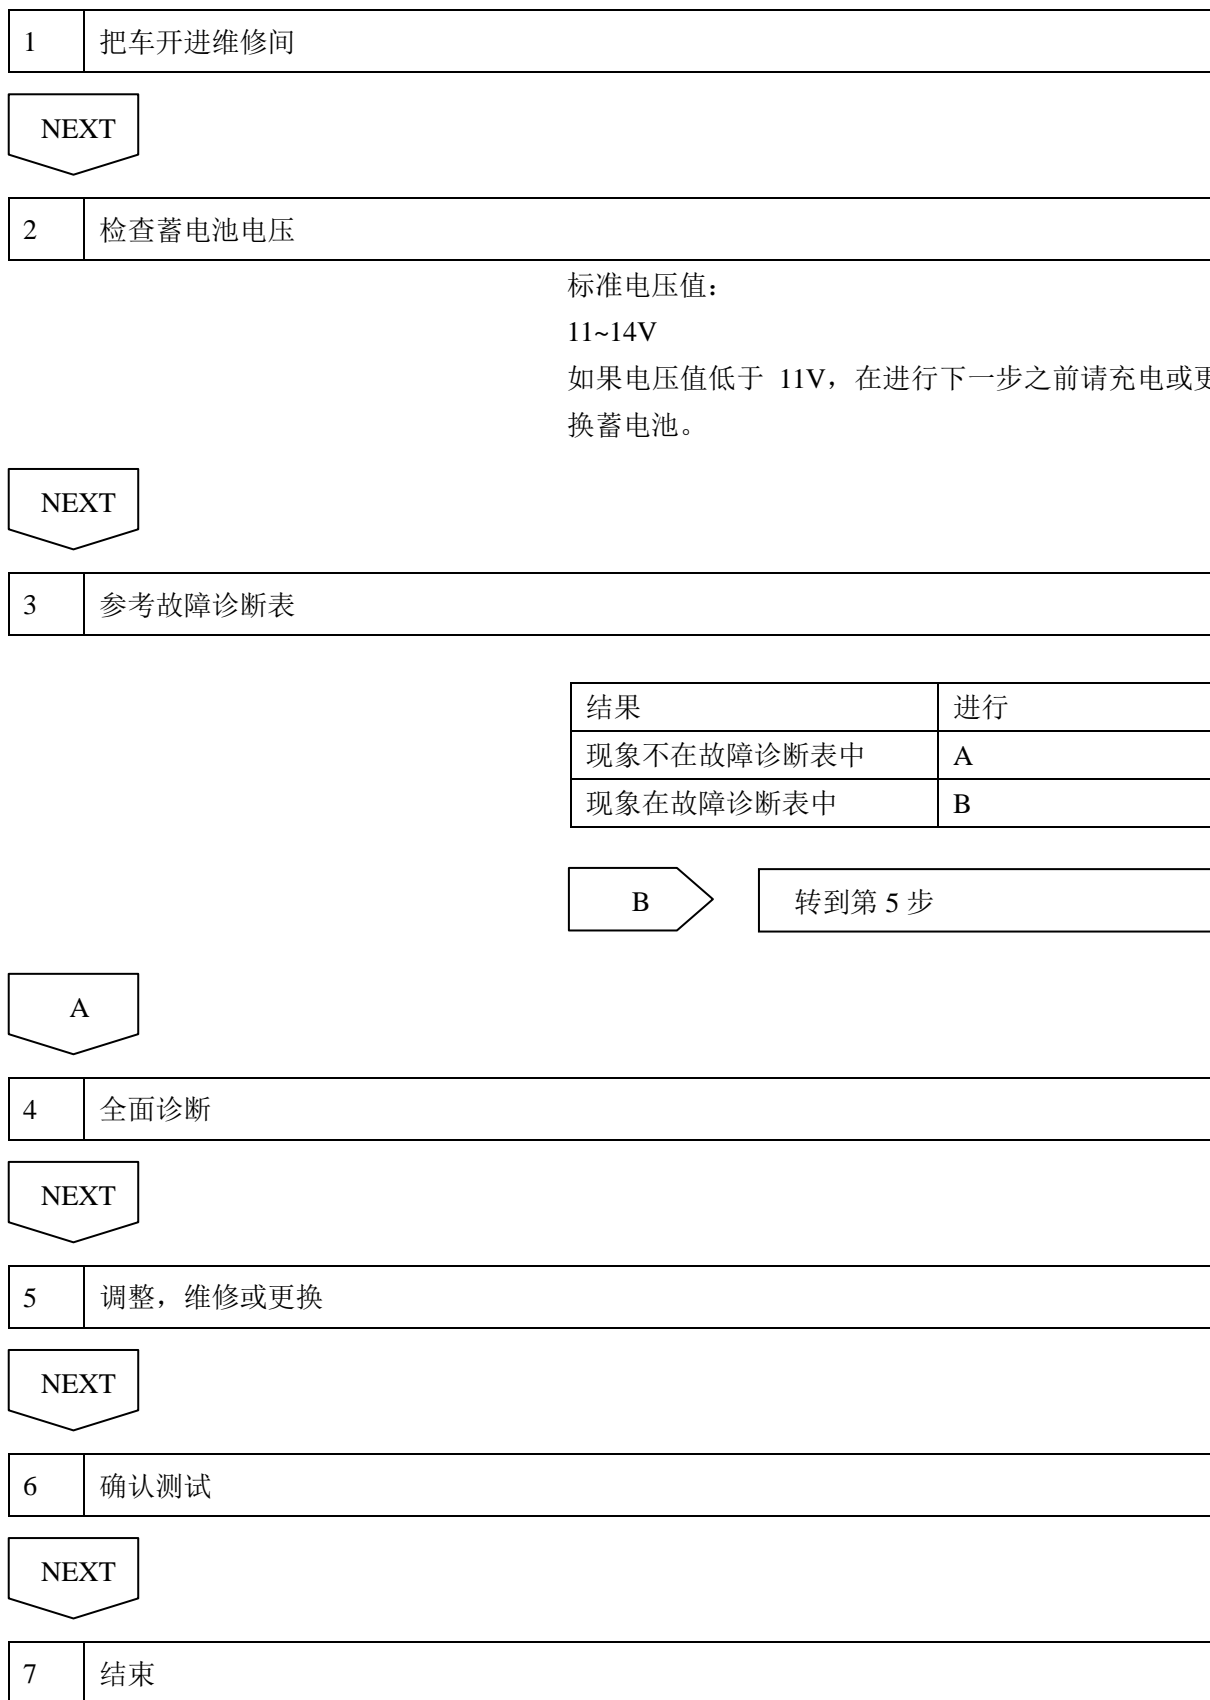 1 把车开进维修间
NEXT
2 检查蓄电池电压
标准电压值：
11~14V
如果电压值低于 11V，在进行下一步之前请充电或更
换蓄电池。
NEXT
3 参考故障诊断表
结果 进行
现象不在故障诊断表中 A
现象在故障诊断表中 B
B 转到第 5 步
A
4 全面诊断
NEXT
5 调整，维修或更换
NEXT
6 确认测试
NEXT
7 结束